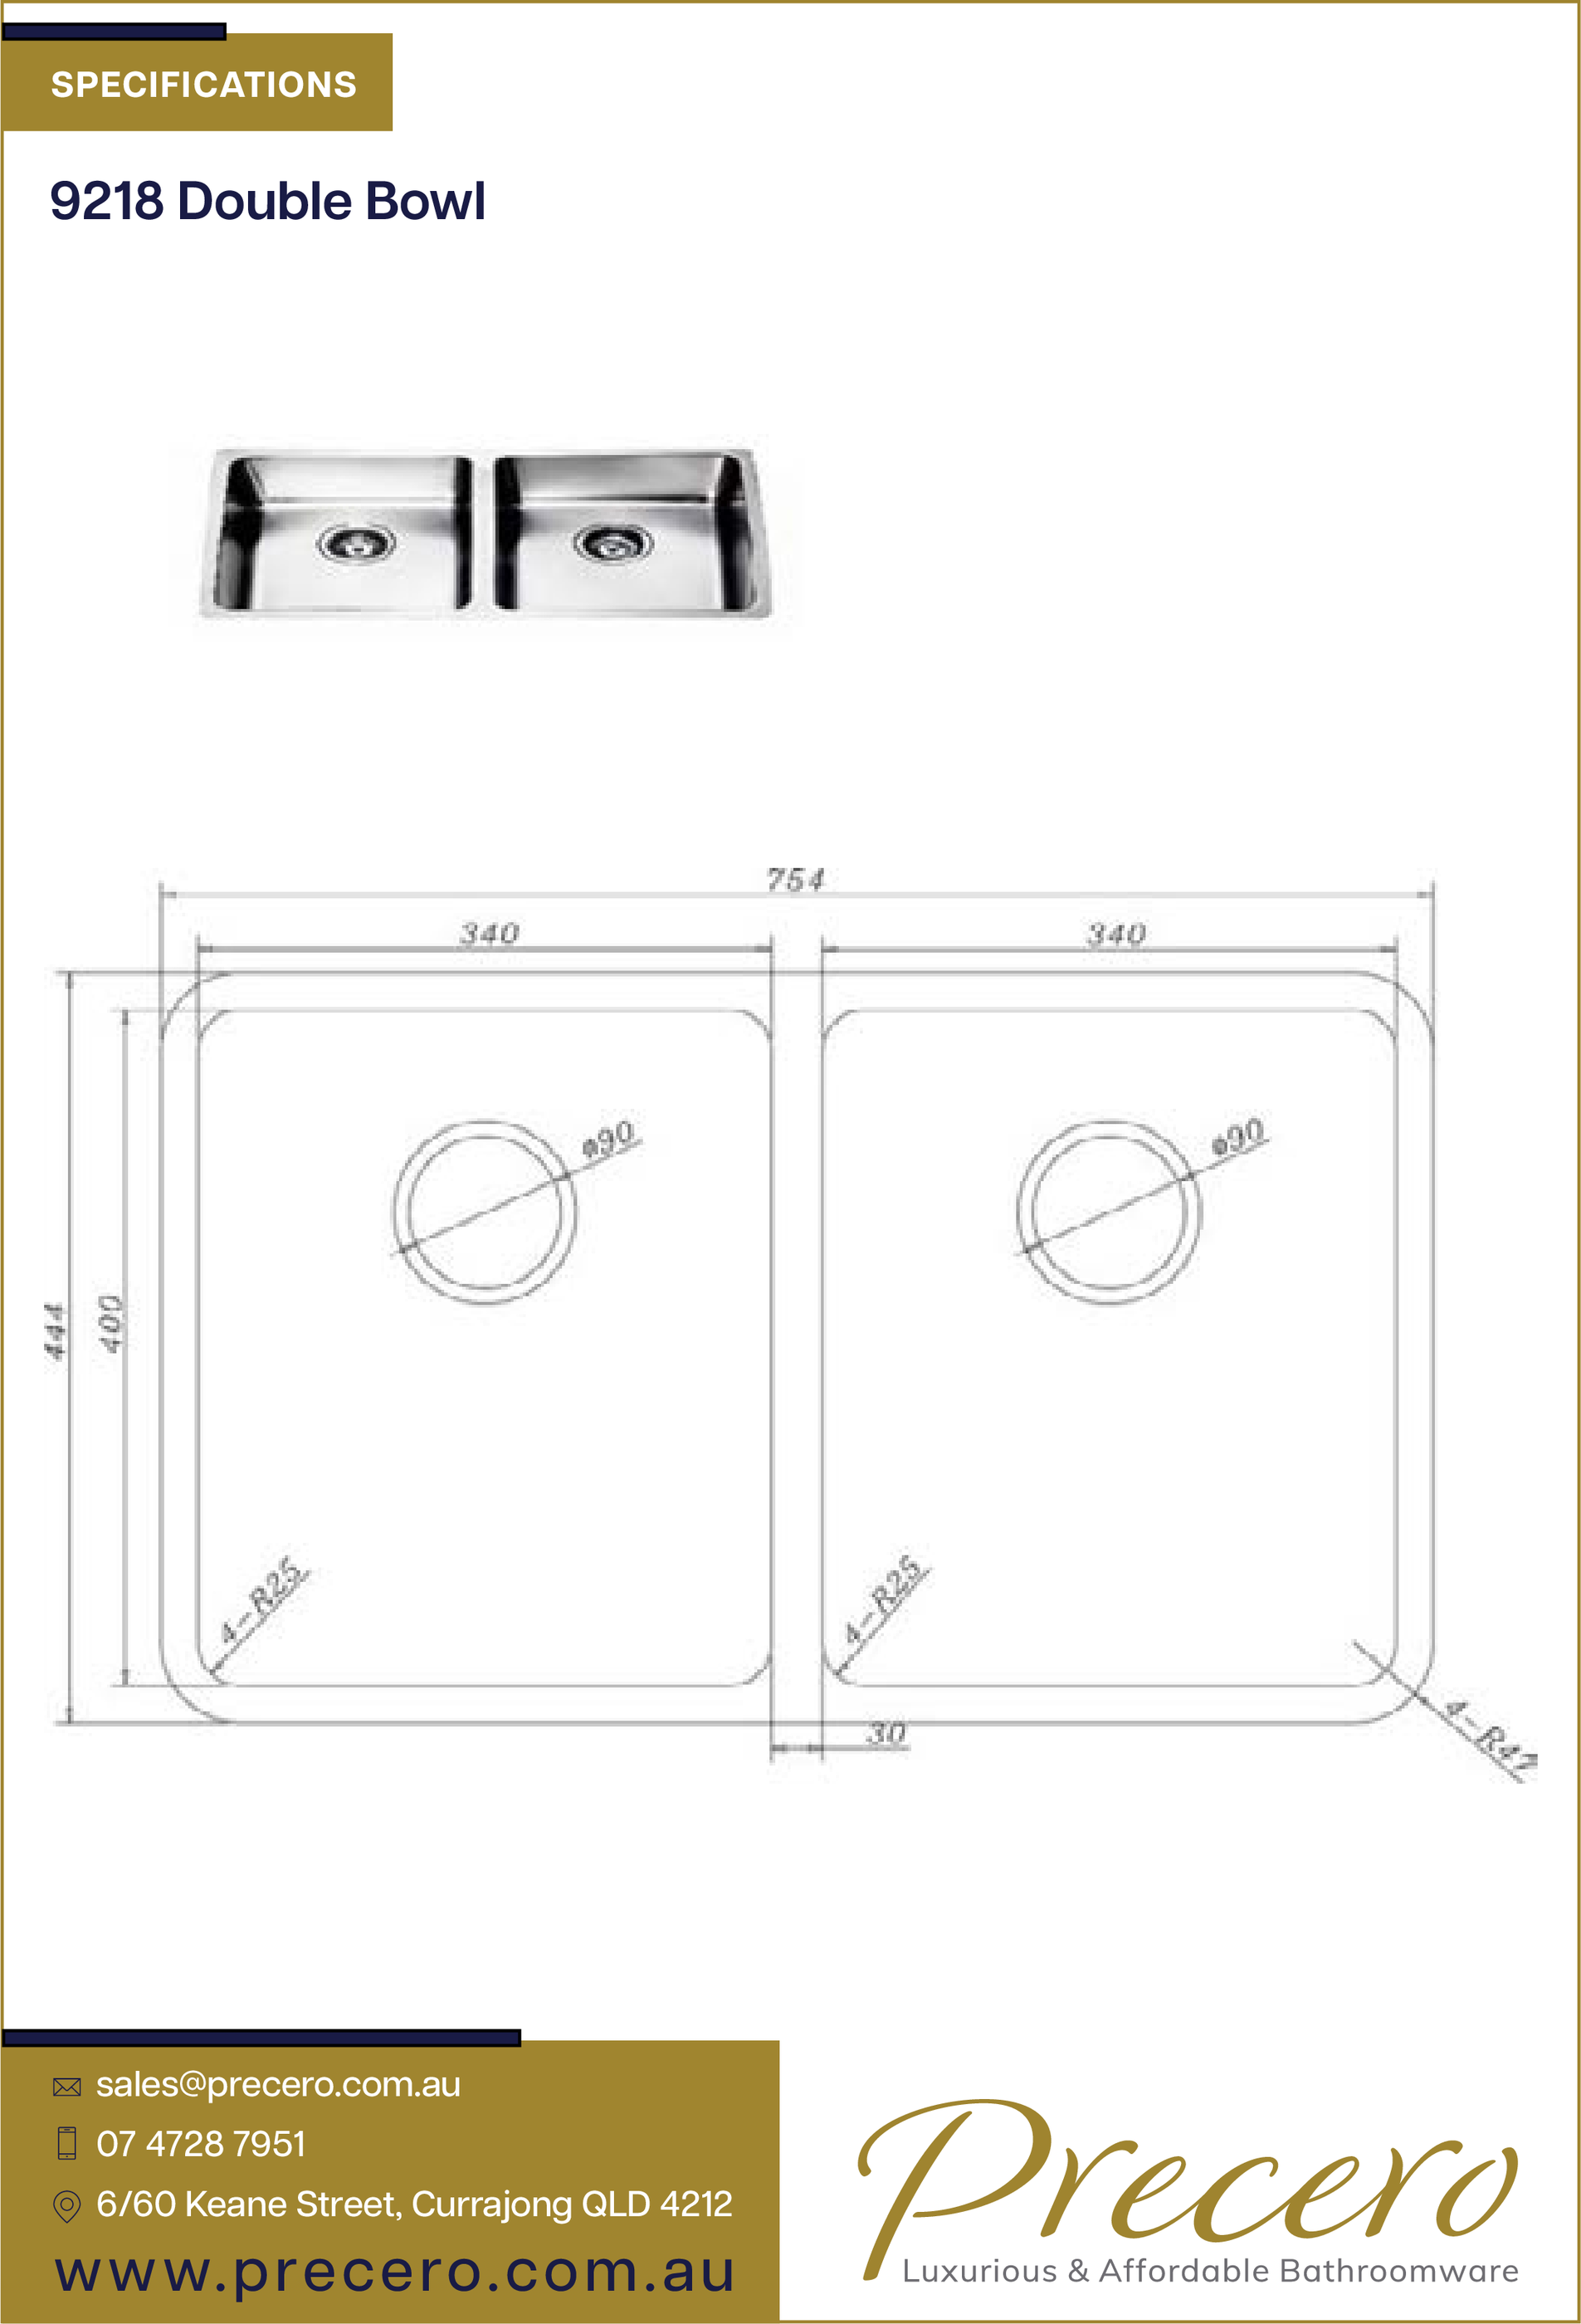 SPECIFICATIONS
9218 Double Bowl
754
340
340
ø90
ø90
444
400
4-R25
4-R25
30
4-R47
sales@precero.com.au
07 4728 7951
6/60 Keane Street, Currajong QLD 4212
www.precero.com.au
Precero
Luxurious & Affordable Bathroomware